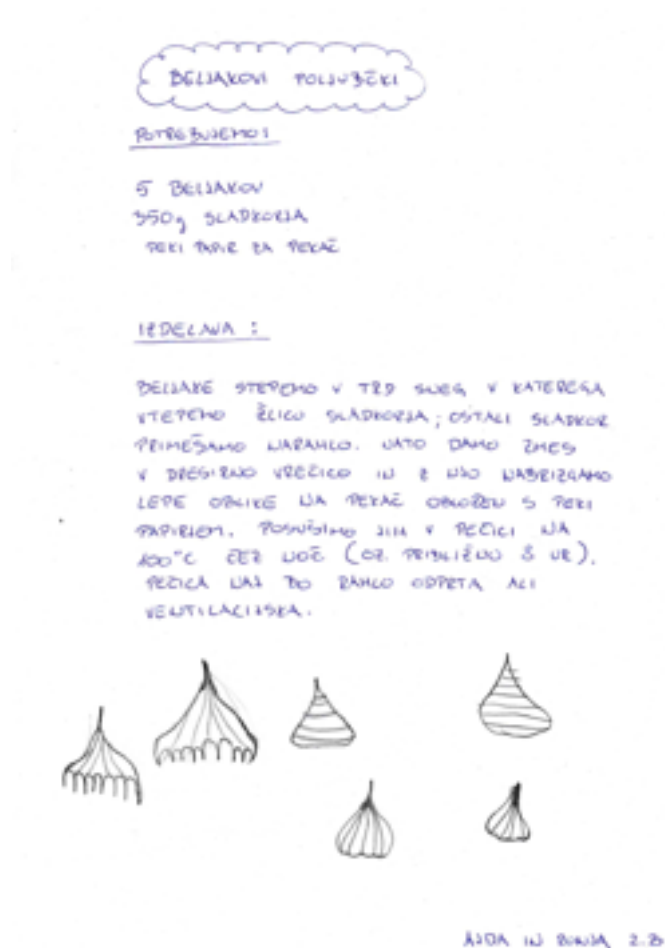 BELJAKOVI POLJUBČKI
POTREBUJEMO:
5 BELJAKOV
350g SLADKORJA
PEKI PAPIR ZA PEKAČ
IZDELAVA :
BELJAKE STEPEMO V TRD SNEG V KATEREGA
VTEPEMO ŽLICO SLADKORJA; OSTALI SLADKOR
PRIMEŠAMO NARAHLO. NATO DAMO ZMES
V DRESIRNO VREČICO IN Z NJO NABRIZGAMO
LEPE OBLIKE NA PEKAČ OBLOŽEN S PEKI
PAPIRJEM. POSUŠIMO JIH V PEČICI NA
100°C ČEZ NOČ (OZ. PRIBLIŽNO 8 UR).
PEČICA NAJ BO RAHLO ODPRTA ALI
VENTILACIJSKA.
AJDA IN 2.B